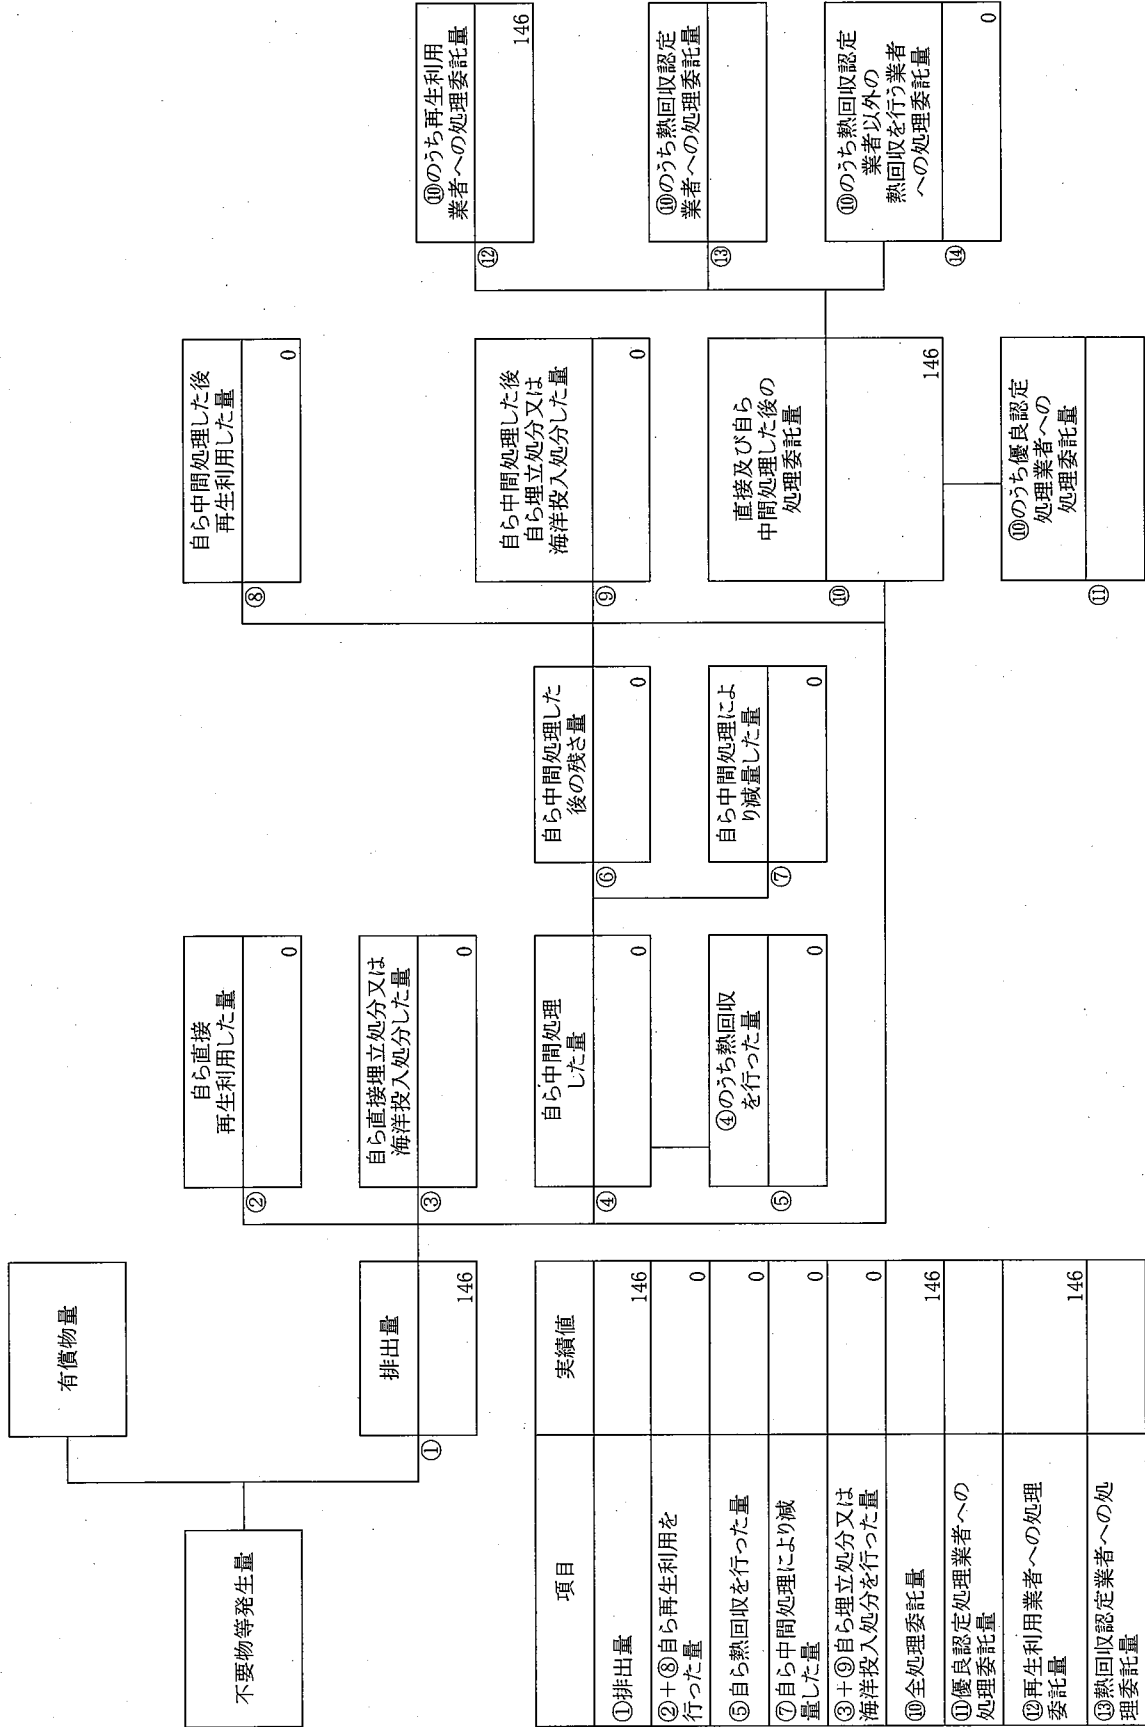 不要物等発生量
有償物量
①
排出量
146
②
自ら直接
再生利用した量
0
③
自ら直接埋立処分又は
海洋投入処分した量
0
④
自ら中間処理
した量
0
⑤
④のうち熱回収
を行った量
0
⑥
自ら中間処理した
後の残さ量
0
⑦
自ら中間処理によ
り減量した量
0
⑧
自ら中間処理した後
再生利用した量
0
⑨
自ら中間処理した後
自ら埋立処分又は
海洋投入処分した量
0
⑩
直接及び自ら
中間処理した後の
処理委託量
146
⑪
⑩のうち優良認定
処理業者への
処理委託量
⑫
⑩のうち再生利用
業者への処理委託量
146
⑬
⑩のうち熱回収認定
業者への処理委託量
⑭
⑩のうち熱回収認定
業者以外の
熱回収を行う業者
への処理委託量
0
項目 実績値
①排出量 146
②+⑧自ら再生利用を
行った量 0
⑤自ら熱回収を行った量 0
⑦自ら中間処理により減
量した量 0
③+⑨自ら埋立処分又は
海洋投入処分を行った量 0
⑩全処理委託量 146
⑪優良認定処理業者への
処理委託量
⑫再生利用業者への処理
委託量 146
⑬熱回収認定業者への処
理委託量